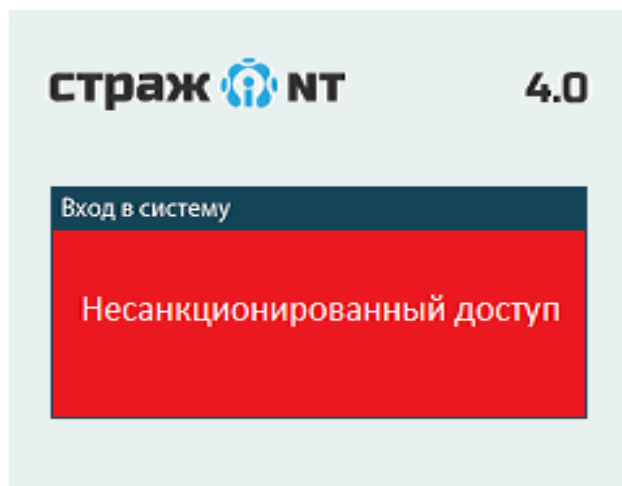 страж NT 4.0
Вход в систему
Несанкционированный доступ